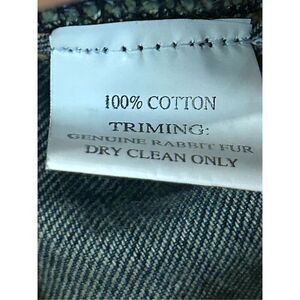 100% COTTON
TRIMING:
GENUINE RABBIT FUR
DRY CLEAN ONLY